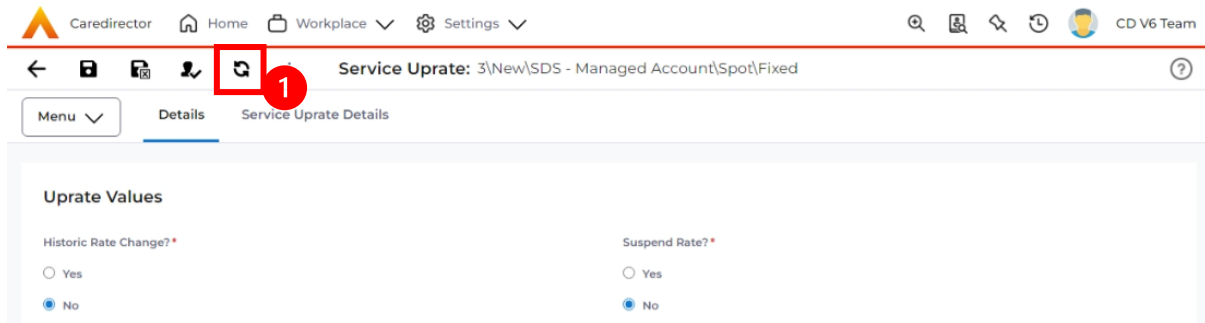 Caredirector Home Workplace Settings CD V6 Team
1 Service Uprate: 3\New\SDS - Managed Account\Spot\Fixed ?
Menu Details Service Uprate Details
Uprate Values
Historic Rate Change?* Suspend Rate?*
Yes Yes
No No